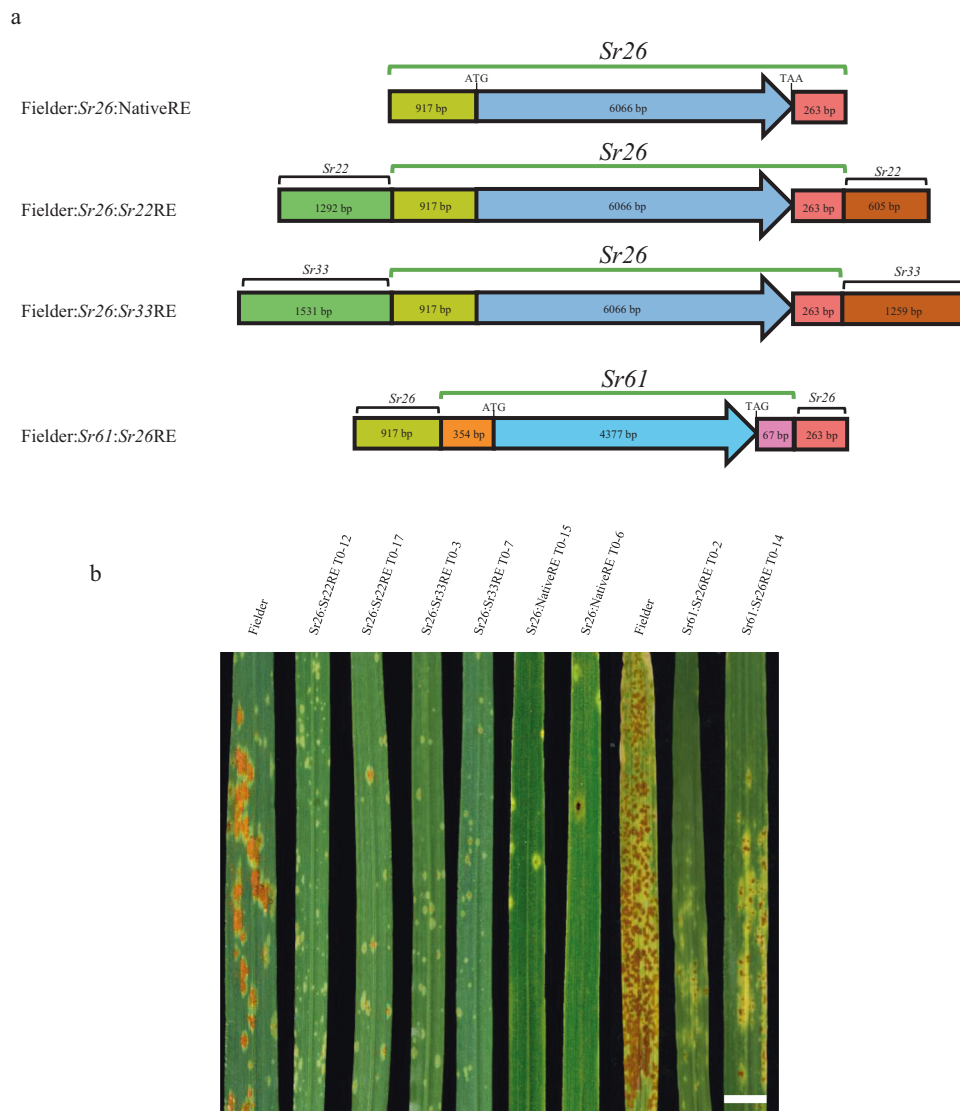 a
Sr26
ATG TAA
Fielder:Sr26:NativeRE 917 bp 6066 bp 263 bp
Sr26
Sr22 Sr22
Fielder:Sr26:Sr22RE 1292 bp 917 bp 6066 bp 263 bp 605 bp
Sr26
Sr33 Sr33
Fielder:Sr26:Sr33RE 1531 bp 917 bp 6066 bp 263 bp 1259 bp
Sr61
Sr26 ATG TAG Sr26
Fielder:Sr61:Sr26RE 917 bp 354 bp 4377 bp 67 bp 263 bp
b
Fielder
Sr26:Sr22RE T0-12
Sr26:Sr22RE T0-17
Sr26:Sr33RE T0-3
Sr26:Sr33RE T0-7
Sr26:NativeRE T0-15
Sr26:NativeRE T0-6
Fielder
Sr61:Sr26RE T0-2
Sr61:Sr26RE T0-14